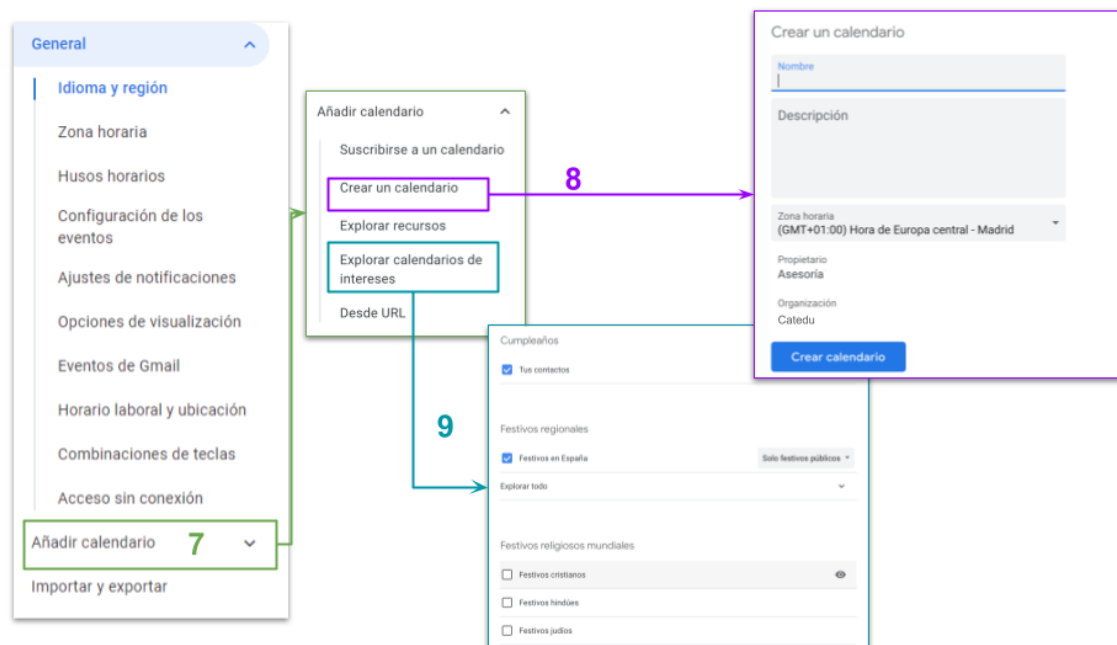 General
Idioma y región
Zona horaria
Husos horarios
Configuración de los
eventos
Ajustes de notificaciones
Opciones de visualización
Eventos de Gmail
Horario laboral y ubicación
Combinaciones de teclas
Acceso sin conexión
Añadir calendario
7
Importar y exportar
Añadir calendario
Suscribirse a un calendario
Crear un calendario
Explorar recursos
Explorar calendarios de
intereses
Desde URL
8
Crear un calendario
Nombre
Descripción
Zona horaria
(GMT+01:00) Hora de Europa central - Madrid
Propietario
Asesoría
Organización
Catedu
Crear calendario
9
Cumpleaños
Tus contactos
Festivos regionales
Festivos en España
Solo festivos públicos
Explorar todo
Festivos religiosos mundiales
Festivos cristianos
Festivos hindúes
Festivos judíos